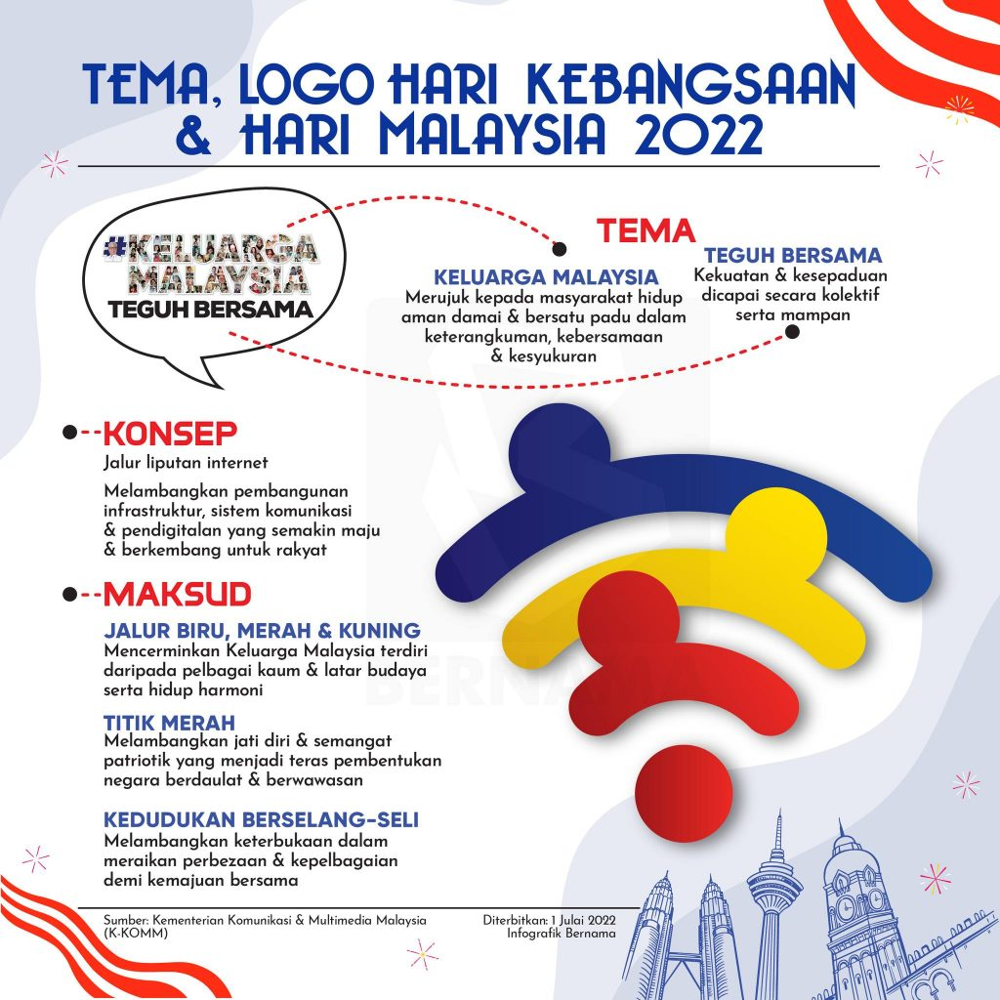 TEMA, LOGO HARI KEBANGSAAN
& HARI MALAYSIA 2022
#KELUARGA
MALAYSIA
TEGUH BERSAMA
TEMA
KELUARGA MALAYSIA
Merujuk kepada masyarakat hidup
aman damai & bersatu padu dalam
keterangkuman, kebersamaan
& kesyukuran
TEGUH BERSAMA
Kekuatan & kesepaduan
dicapai secara kolektif
serta mampan
KONSEP
Jalur liputan internet
Melambangkan pembangunan
infrastruktur, sistem komunikasi
& pendigitalan yang semakin maju
& berkembang untuk rakyat
MAKSUD
JALUR BIRU, MERAH & KUNING
Mencerminkan Keluarga Malaysia terdiri
daripada pelbagai kaum & latar budaya
serta hidup harmoni
TITIK MERAH
Melambangkan jati diri & semangat
patriotik yang menjadi teras pembentukan
negara berdaulat & berwawasan
KEDUDUKAN BERSELANG-SELI
Melambangkan keterbukaan dalam
meraikan perbezaan & kepelbagaian
demi kemajuan bersama
BERNAMA
Sumber: Kementerian Komunikasi & Multimedia Malaysia
(K-KOMM)
Diterbitkan: 1 Julai 2022
Infografik Bernama